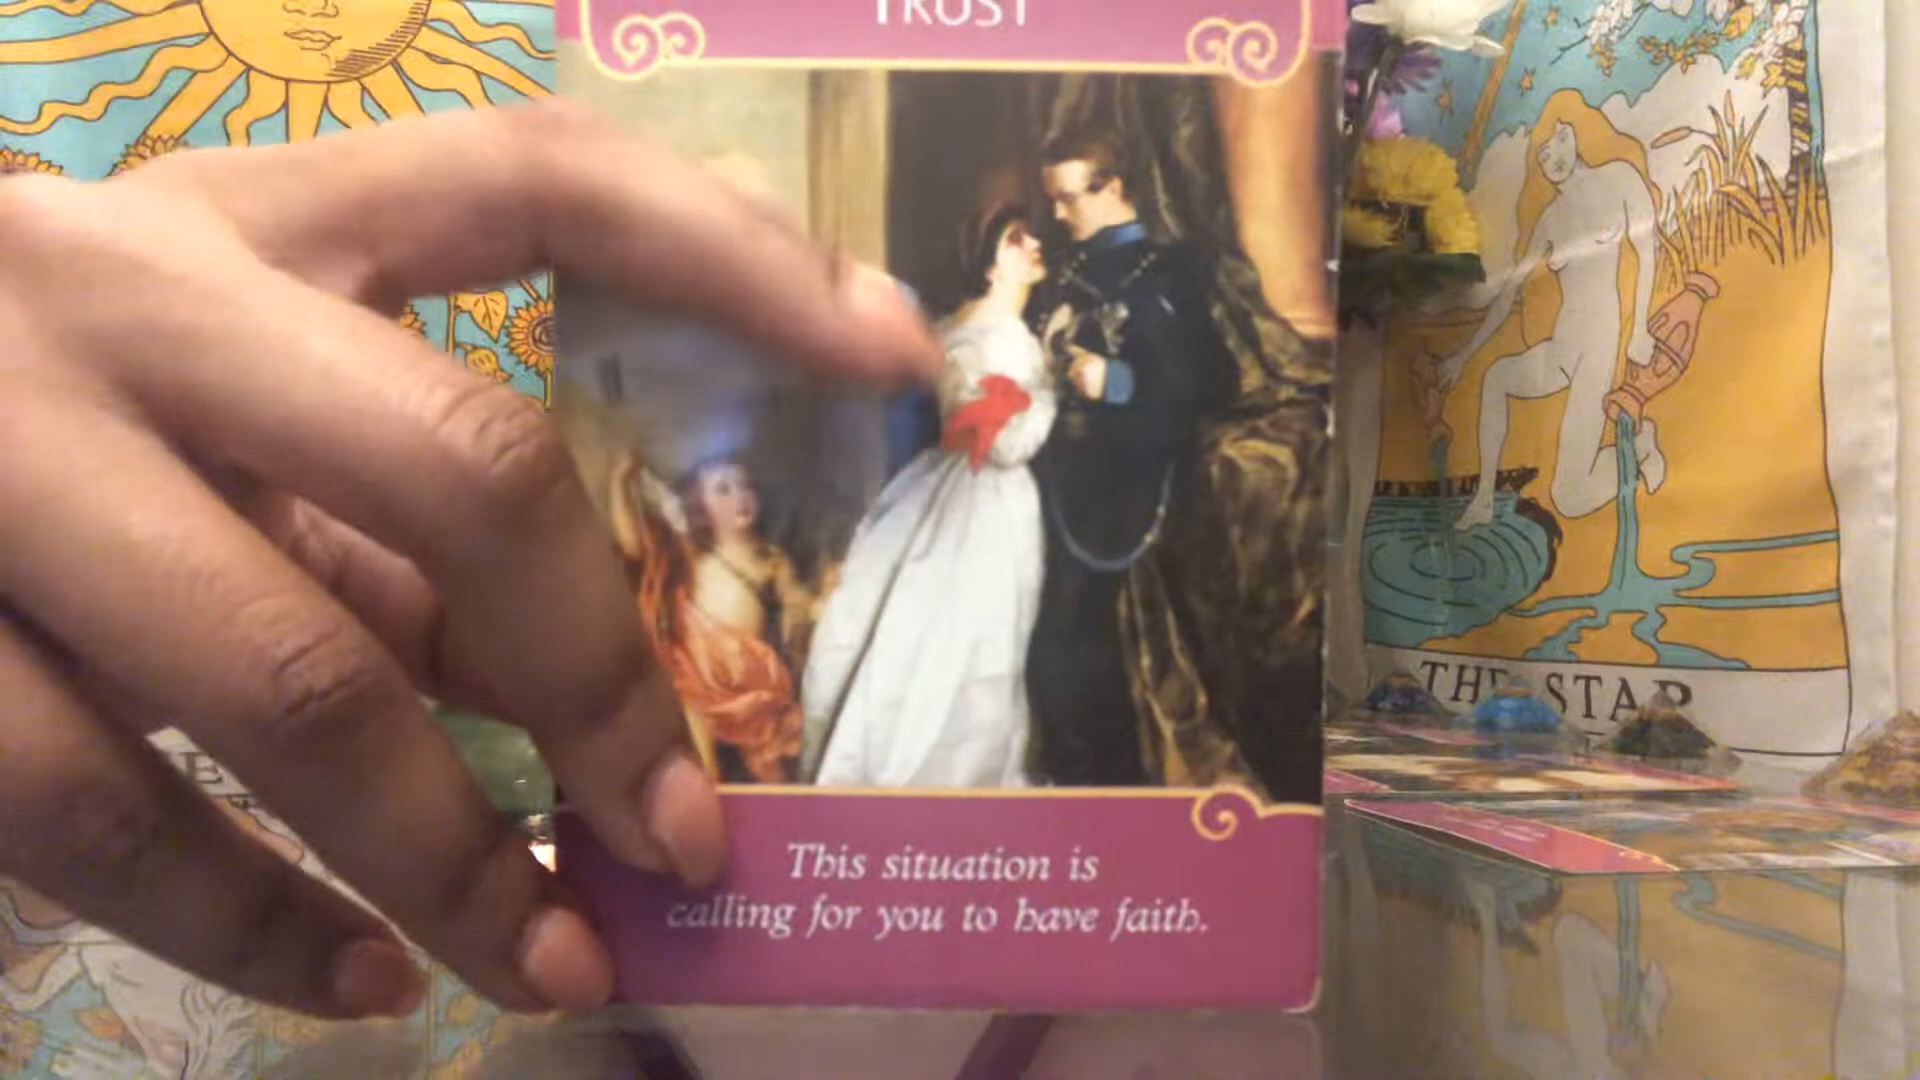 TRUST
This situation is
calling for you to have faith.
THE STAR